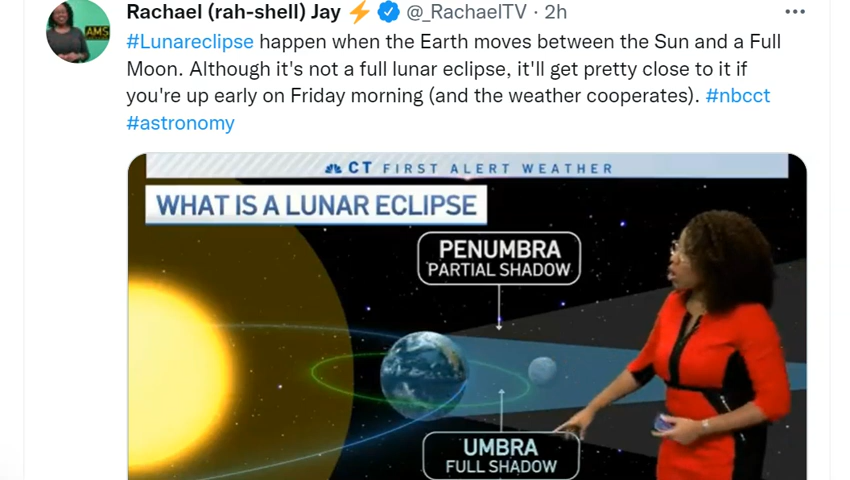 Rachael (rah-shell) Jay ⚡ @_RachaelTV · 2h
#Lunareclipse happen when the Earth moves between the Sun and a Full
Moon. Although it's not a full lunar eclipse, it'll get pretty close to it if
you're up early on Friday morning (and the weather cooperates). #nbcct
#astronomy
AMS
CT FIRST ALERT WEATHER
WHAT IS A LUNAR ECLIPSE
PENUMBRA
PARTIAL SHADOW
UMBRA
FULL SHADOW